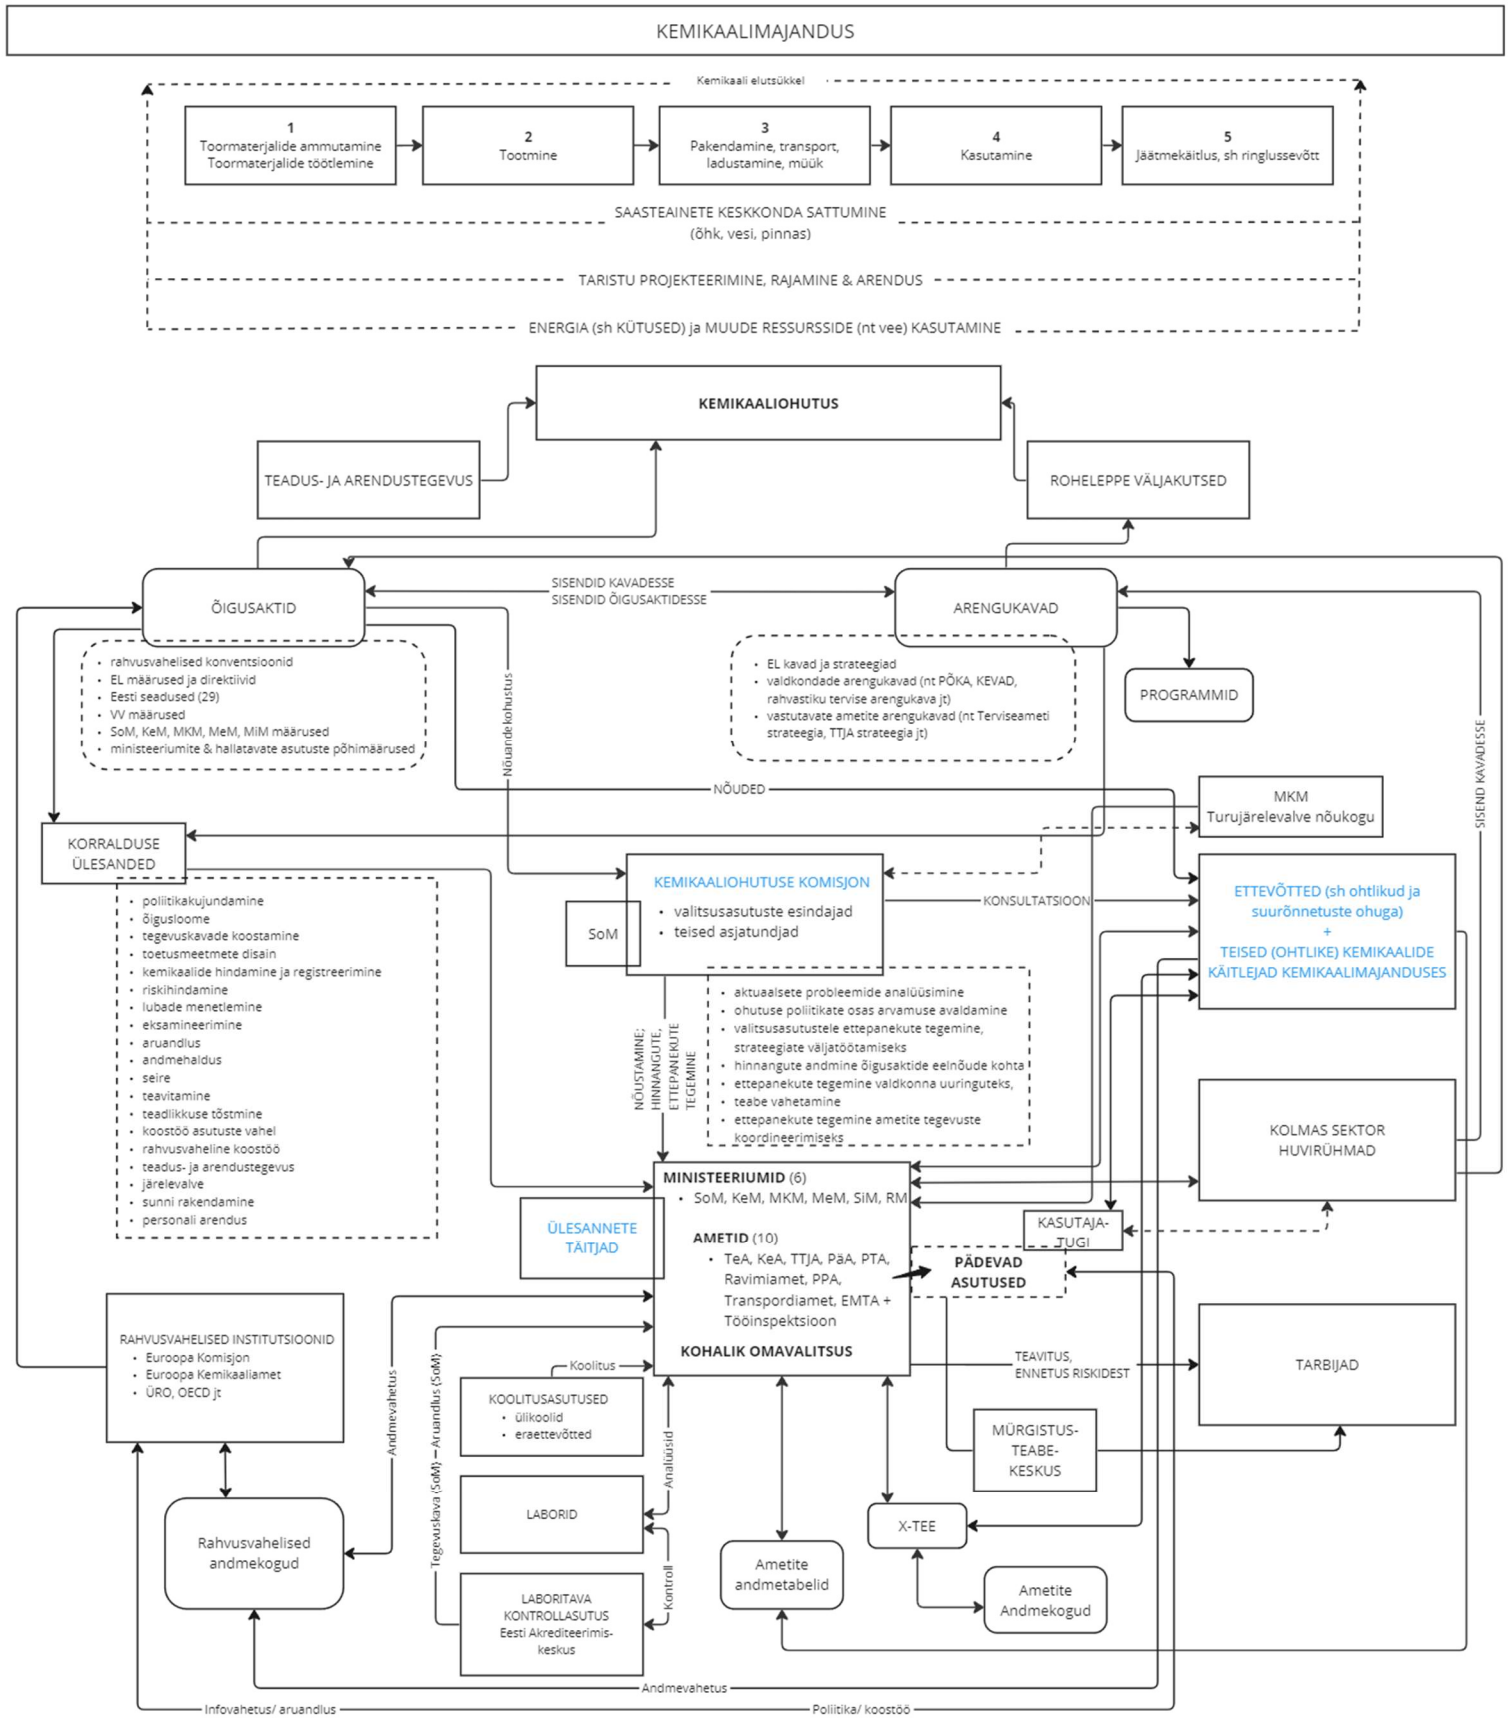 KEMIKAALIMAJANDUS
Kemikaali elutsükkel
1
Toormaterjalide ammutamine
Toormaterjalide töötlemine
2
Tootmine
3
Pakendamine, transport,
ladustamine, müük
4
Kasutamine
5
Jäätmekäitlus, sh ringlussevõtt
SAASTEAINETE KESKKONDA SATTUMINE
(õhk, vesi, pinnas)
TARISTU PROJEKTEERIMINE, RAJAMINE & ARENDUS
ENERGIA (sh KÜTUSED) ja MUUDE RESSURSSIDE (nt vee) KASUTAMINE
KEMIKAALIOHUTUS
TEADUS- JA ARENDUSTEGEVUS
ROHELEPPE VÄLJAKUTSED
ÕIGUSAKTID
SISENDID KAVADESSE
SISENDID ÕIGUSAKTIDESSE
ARENGUKAVAD
• rahvusvahelised konventsioonid
• EL määrused ja direktiivid
• Eesti seadused (29)
• VV määrused
• SoM, KeM, MKM, MeM, MiM määrused
• ministeeriumite & hallatavate asutuste põhimäärused
Nõuandekohustus
• EL kavad ja strateegiad
• valdkondade arengukavad (nt PÕKA, KEVAD,
rahvastiku tervise arengukava jt)
• vastutavate ametite arengukavad (nt Terviseameti
strateegia, TTJA strateegia jt)
PROGRAMMID
SISEND KAVADESSE
NÕUDED
MKM
Turujärelevalve nõukogu
KORRALDUSE
ÜLESANDED
• poliitikakujundamine
• õigusloome
• tegevuskavade koostamine
• toetusmeetmete disain
• kemikaalide hindamine ja registreerimine
• riskihindamine
• lubade menetlemine
• eksamineerimine
• aruandlus
• andmehaldus
• seire
• teavitamine
• teadlikkuse tõstmine
• koostöö asutuste vahel
• rahvusvaheline koostöö
• teadus- ja arendustegevus
• järelevalve
• sunni rakendamine
• personali arendus
KEMIKAALIOHUTUSE KOMISJON
• valitsusasutuste esindajad
• teised asjatundjad
SoM
KONSULTATSIOON
ETTEVÕTTED (sh ohtlikud ja
suurõnnetuste ohuga)
+
TEISED (OHTLIKE) KEMIKAALIDE
KÄITLEJAD KEMIKAALIMAJANDUSES
• aktuaalsete probleemide analüüsimine
• ohutuse poliitikate osas arvamuse avaldamine
• valitsusasutustele ettepanekute tegemine,
strateegiate väljatöötamiseks
• hinnangute andmine õigusaktide eelnõude kohta
• ettepanekute tegemine valdkonna uuringuteks,
• teabe vahetamine
• ettepanekute tegemine ametite tegevuste
koordineerimiseks
NÕUSTAMINE;
HINNANGUTE,
ETTEPANEKUTE
TEGEMINE
KOLMAS SEKTOR
HUVIRÜHMAD
MINISTEERIUMID (6)
• SoM, KeM, MKM, MeM, SiM, RM
AMETID (10)
• TeA, KeA, TTJA, PäA, PTA,
Ravimiamet, PPA,
Transpordiamet, EMTA +
Tööinspektsioon
KOHALIK OMAVALITSUS
ÜLESANNETE
TÄITJAD
KASUTAJA-
TUGI
PÄDEVAD
ASUTUSED
RAHVUSVAHELISED INSTITUTSIOONID
• Euroopa Komisjon
• Euroopa Kemikaaliamet
• ÜRO, OECD jt
Andmevahetus
Tegevuskava (SoM)
Aruandlus (SoM)
Koolitus
KOOLITUSASUTUSED
• ülikoolid
• eraettevõtted
TEAVITUS,
ENNETUS RISKIDEST
TARBIJAD
MÜRGISTUS-
TEABE-
KESKUS
Analüüsid
LABORID
Kontroll
X-TEE
Rahvusvahelised
andmekogud
LABORITAVA
KONTROLLASUTUS
Eesti Akrediteerimis-
keskus
Ametite
andmetabelid
Ametite
Andmekogud
Andmevahetus
Infovahetus/ aruandlus
Poliitika/ koostöö